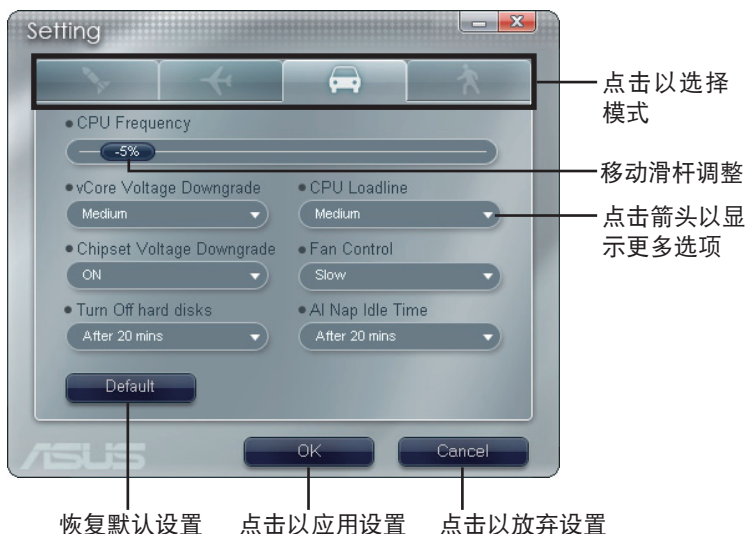 Setting
点击以选择
模式
CPU Frequency
-5%
移动滑杆调整
vCore Voltage Downgrade
CPU Loadline
Medium
Medium
点击箭头以显
示更多选项
Chipset Voltage Downgrade
Fan Control
ON
Slow
Turn Off hard disks
AI Nap Idle Time
After 20 mins
After 20 mins
Default
ASUS
OK
Cancel
恢复默认设置
点击以应用设置
点击以放弃设置